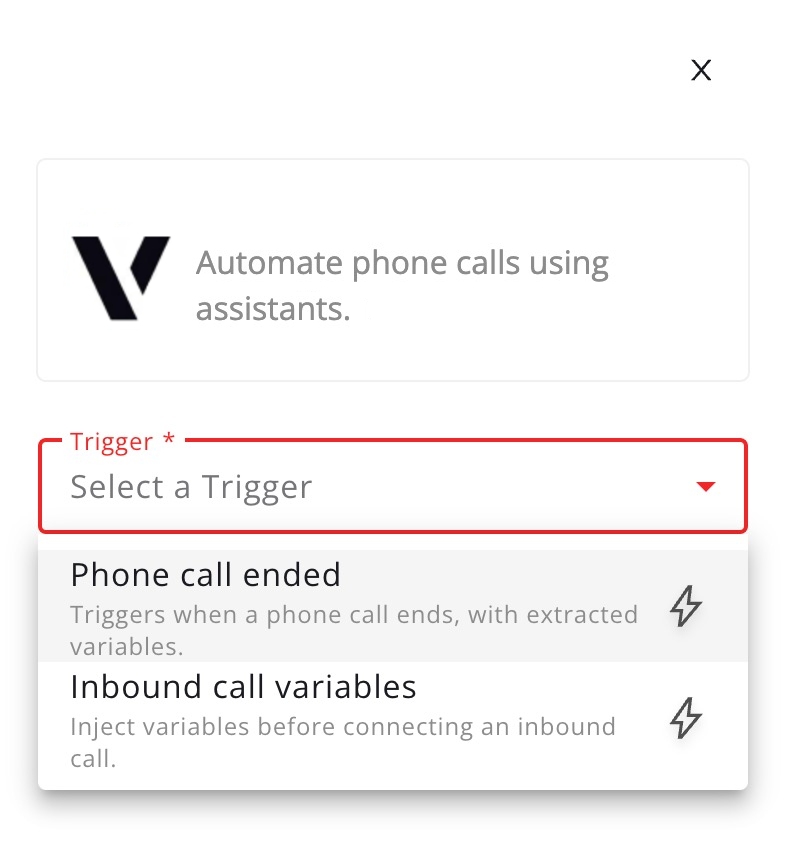 X
Automate phone calls using
assistants.
Trigger *
Select a Trigger
Phone call ended
Triggers when a phone call ends, with extracted
variables.
Inbound call variables
Inject variables before connecting an inbound
call.